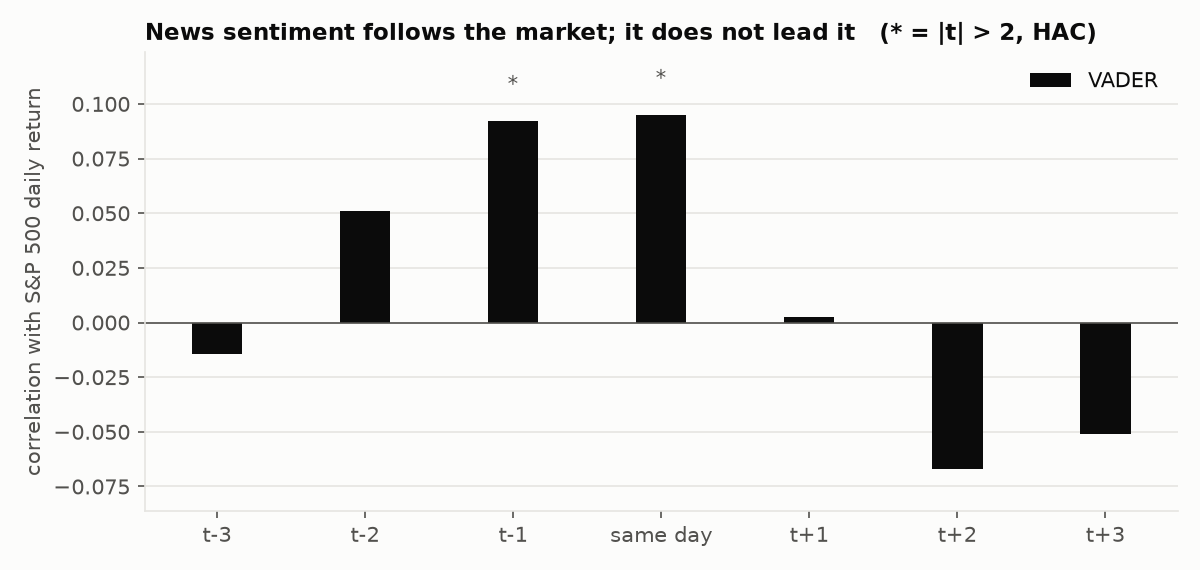 News sentiment follows the market; it does not lead it   (* = |t| > 2, HAC)
VADER
correlation with S&P 500 daily return
0.100
0.075
0.050
0.025
0.000
−0.025
−0.050
−0.075
* *
t-3 t-2 t-1 same day t+1 t+2 t+3